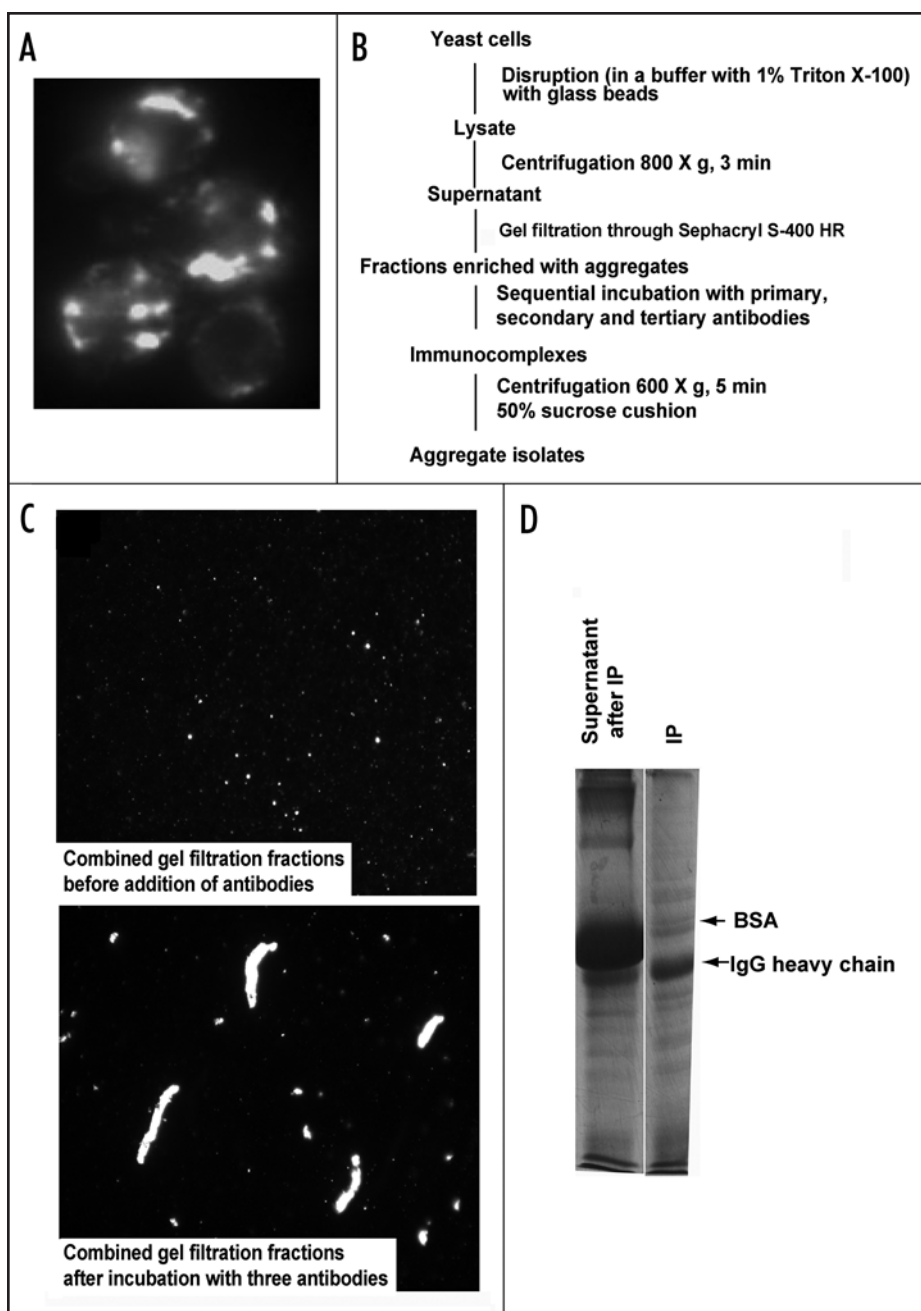 A
B
Yeast cells
Disruption (in a buffer with 1% Triton X-100)
with glass beads
Lysate
Centrifugation 800 X g, 3 min
Supernatant
Gel filtration through Sephacryl S-400 HR
Fractions enriched with aggregates
Sequential incubation with primary,
secondary and tertiary antibodies
Immunocomplexes
Centrifugation 600 X g, 5 min
50% sucrose cushion
Aggregate isolates
C
Combined gel filtration fractions
before addition of antibodies
Combined gel filtration fractions
after incubation with three antibodies
D
Supernatant
after IP
IP
BSA
IgG heavy chain